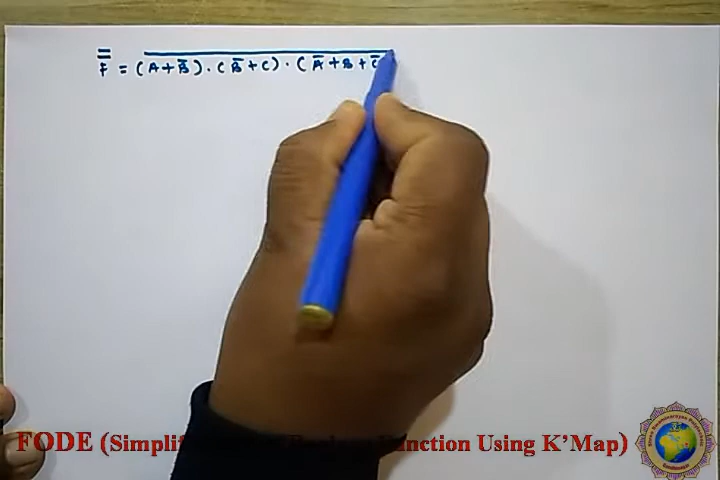 F̿ = (A + B̅) . ( B̅ + C) . ( A̅ + B + C̅
FODE (Simplif function Using K'Map)